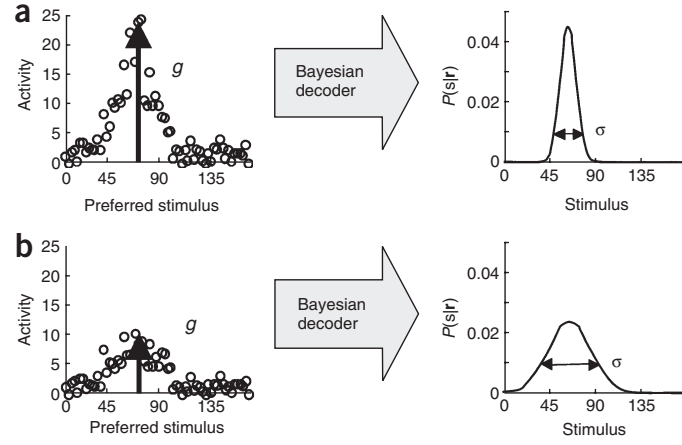 a
25
20
15
10
5
0
Activity
g
0 45 90 135
Preferred stimulus
Bayesian
decoder
0.04
0.02
0
P(s|r)
σ
0 45 90 135
Stimulus
b
25
20
15
10
5
0
Activity
g
0 45 90 135
Preferred stimulus
Bayesian
decoder
0.04
0.02
0
P(s|r)
σ
0 45 90 135
Stimulus